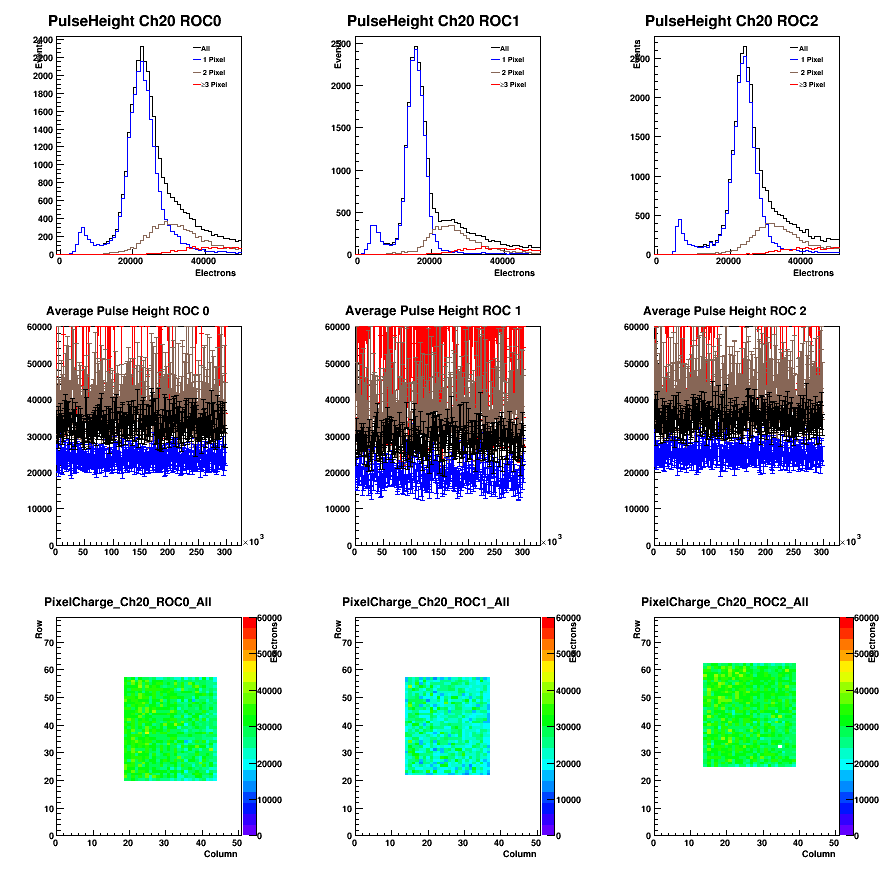 PulseHeight Ch20 ROC0
Events
2400
2200
2000
1800
1600
1400
1200
1000
800
600
400
200
0
All
1 Pixel
2 Pixel
≥3 Pixel
0
20000
40000
Electrons
PulseHeight Ch20 ROC1
Events
2500
2000
1500
1000
500
0
All
1 Pixel
2 Pixel
≥3 Pixel
0
20000
40000
Electrons
PulseHeight Ch20 ROC2
Events
2500
2000
1500
1000
500
0
All
1 Pixel
2 Pixel
≥3 Pixel
0
20000
40000
Electrons
Average Pulse Height ROC 0
60000
50000
40000
30000
20000
10000
0
0 50 100 150 200 250 300
×10³
Average Pulse Height ROC 1
60000
50000
40000
30000
20000
10000
0
0 50 100 150 200 250 300
×10³
Average Pulse Height ROC 2
60000
50000
40000
30000
20000
10000
0
0 50 100 150 200 250 300
×10³
PixelCharge_Ch20_ROC0_All
Row
70
60
50
40
30
20
10
0
0 10 20 30 40 50
Column
60000
50000
40000
30000
20000
10000
0
Electrons
PixelCharge_Ch20_ROC1_All
Row
70
60
50
40
30
20
10
0
0 10 20 30 40 50
Column
60000
50000
40000
30000
20000
10000
0
Electrons
PixelCharge_Ch20_ROC2_All
Row
70
60
50
40
30
20
10
0
0 10 20 30 40 50
Column
60000
50000
40000
30000
20000
10000
0
Electrons